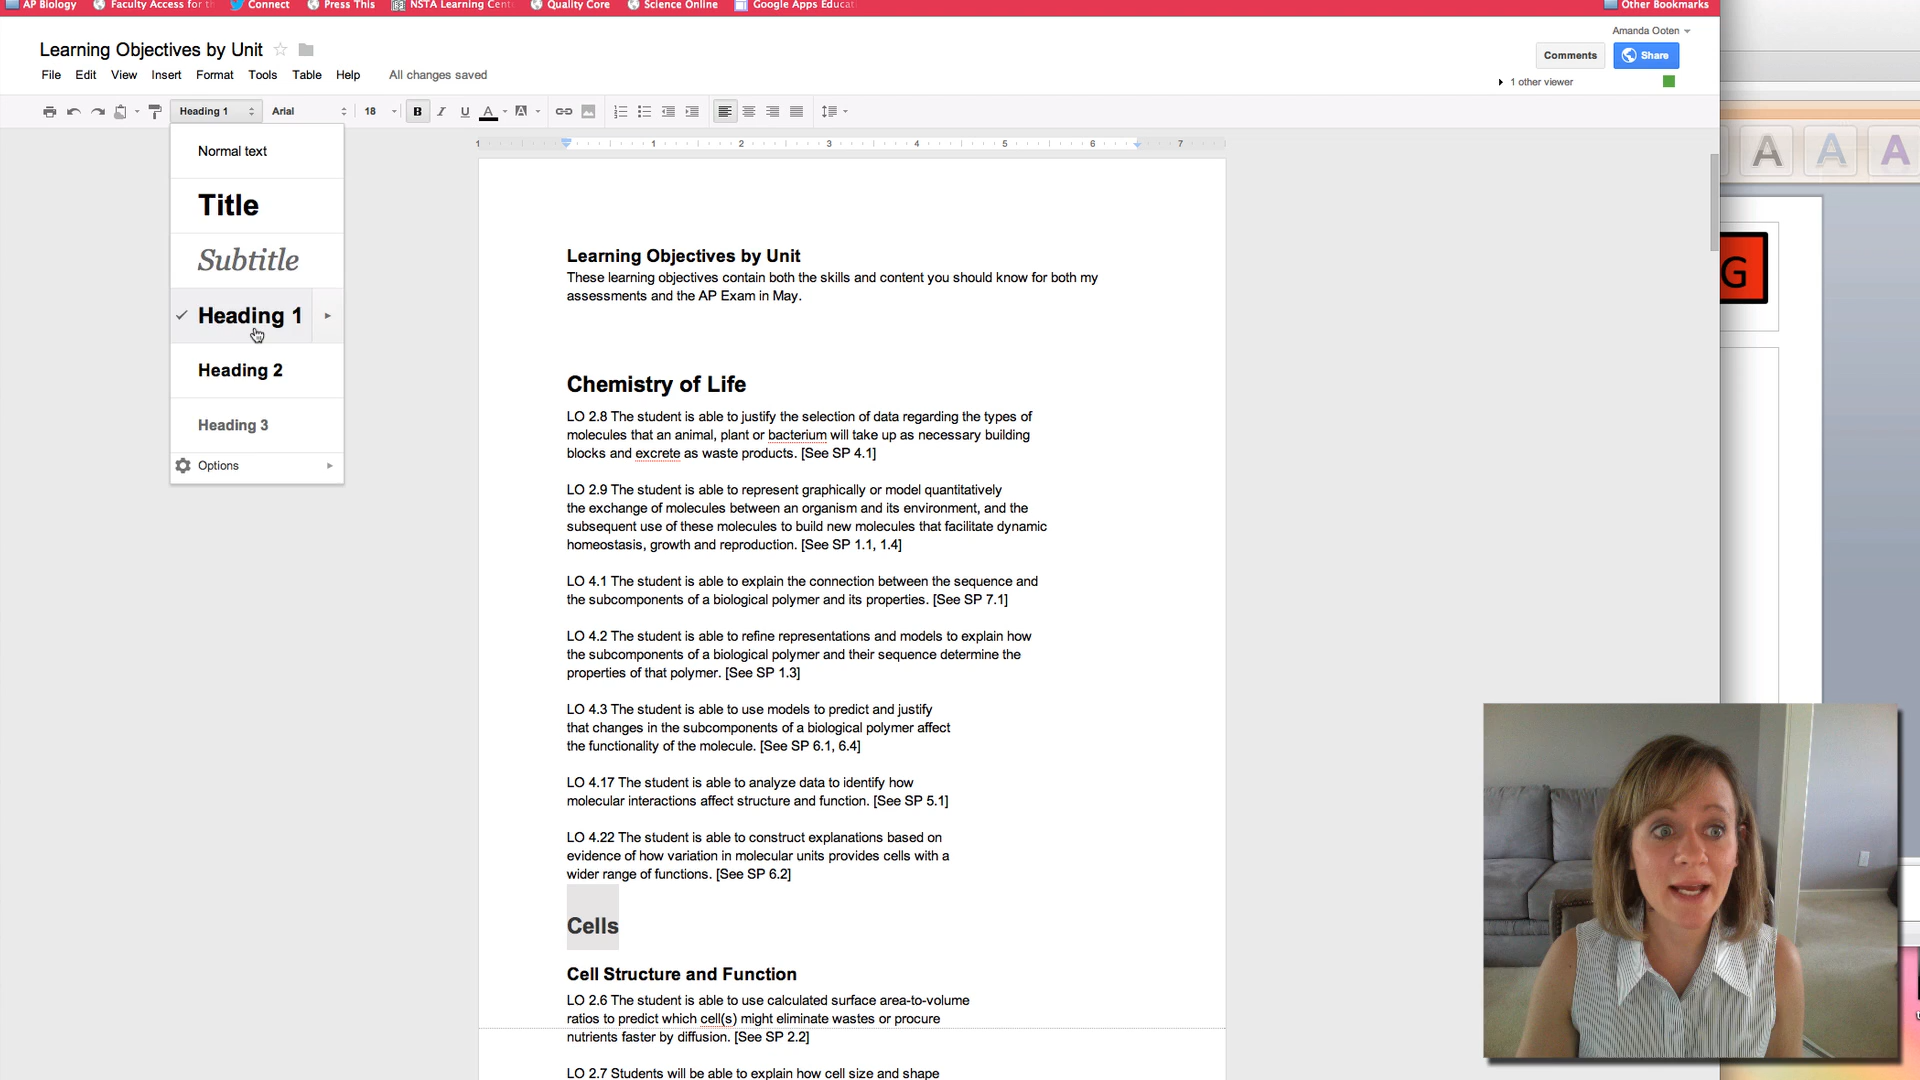 AP Biology Faculty Access for th Connect Press This NSTA Learning Cent Quality Core Science Online Google Apps Educati Other Bookmarks
Amanda Ooten
Learning Objectives by Unit
Comments Share
File Edit View Insert Format Tools Table Help All changes saved
1 other viewer
Heading 1 Arial 18 B I U A A
1 1 2 3 4 5 6 7
Normal text
Title
Subtitle
Heading 1
Heading 2
Heading 3
Options
Learning Objectives by Unit
These learning objectives contain both the skills and content you should know for both my
assessments and the AP Exam in May.
Chemistry of Life
LO 2.8 The student is able to justify the selection of data regarding the types of
molecules that an animal, plant or bacterium will take up as necessary building
blocks and excrete as waste products. [See SP 4.1]
LO 2.9 The student is able to represent graphically or model quantitatively
the exchange of molecules between an organism and its environment, and the
subsequent use of these molecules to build new molecules that facilitate dynamic
homeostasis, growth and reproduction. [See SP 1.1, 1.4]
LO 4.1 The student is able to explain the connection between the sequence and
the subcomponents of a biological polymer and its properties. [See SP 7.1]
LO 4.2 The student is able to refine representations and models to explain how
the subcomponents of a biological polymer and their sequence determine the
properties of that polymer. [See SP 1.3]
LO 4.3 The student is able to use models to predict and justify
that changes in the subcomponents of a biological polymer affect
the functionality of the molecule. [See SP 6.1, 6.4]
LO 4.17 The student is able to analyze data to identify how
molecular interactions affect structure and function. [See SP 5.1]
LO 4.22 The student is able to construct explanations based on
evidence of how variation in molecular units provides cells with a
wider range of functions. [See SP 6.2]
Cells
Cell Structure and Function
LO 2.6 The student is able to use calculated surface area-to-volume
ratios to predict which cell(s) might eliminate wastes or procure
nutrients faster by diffusion. [See SP 2.2]
LO 2.7 Students will be able to explain how cell size and shape
A A A
G